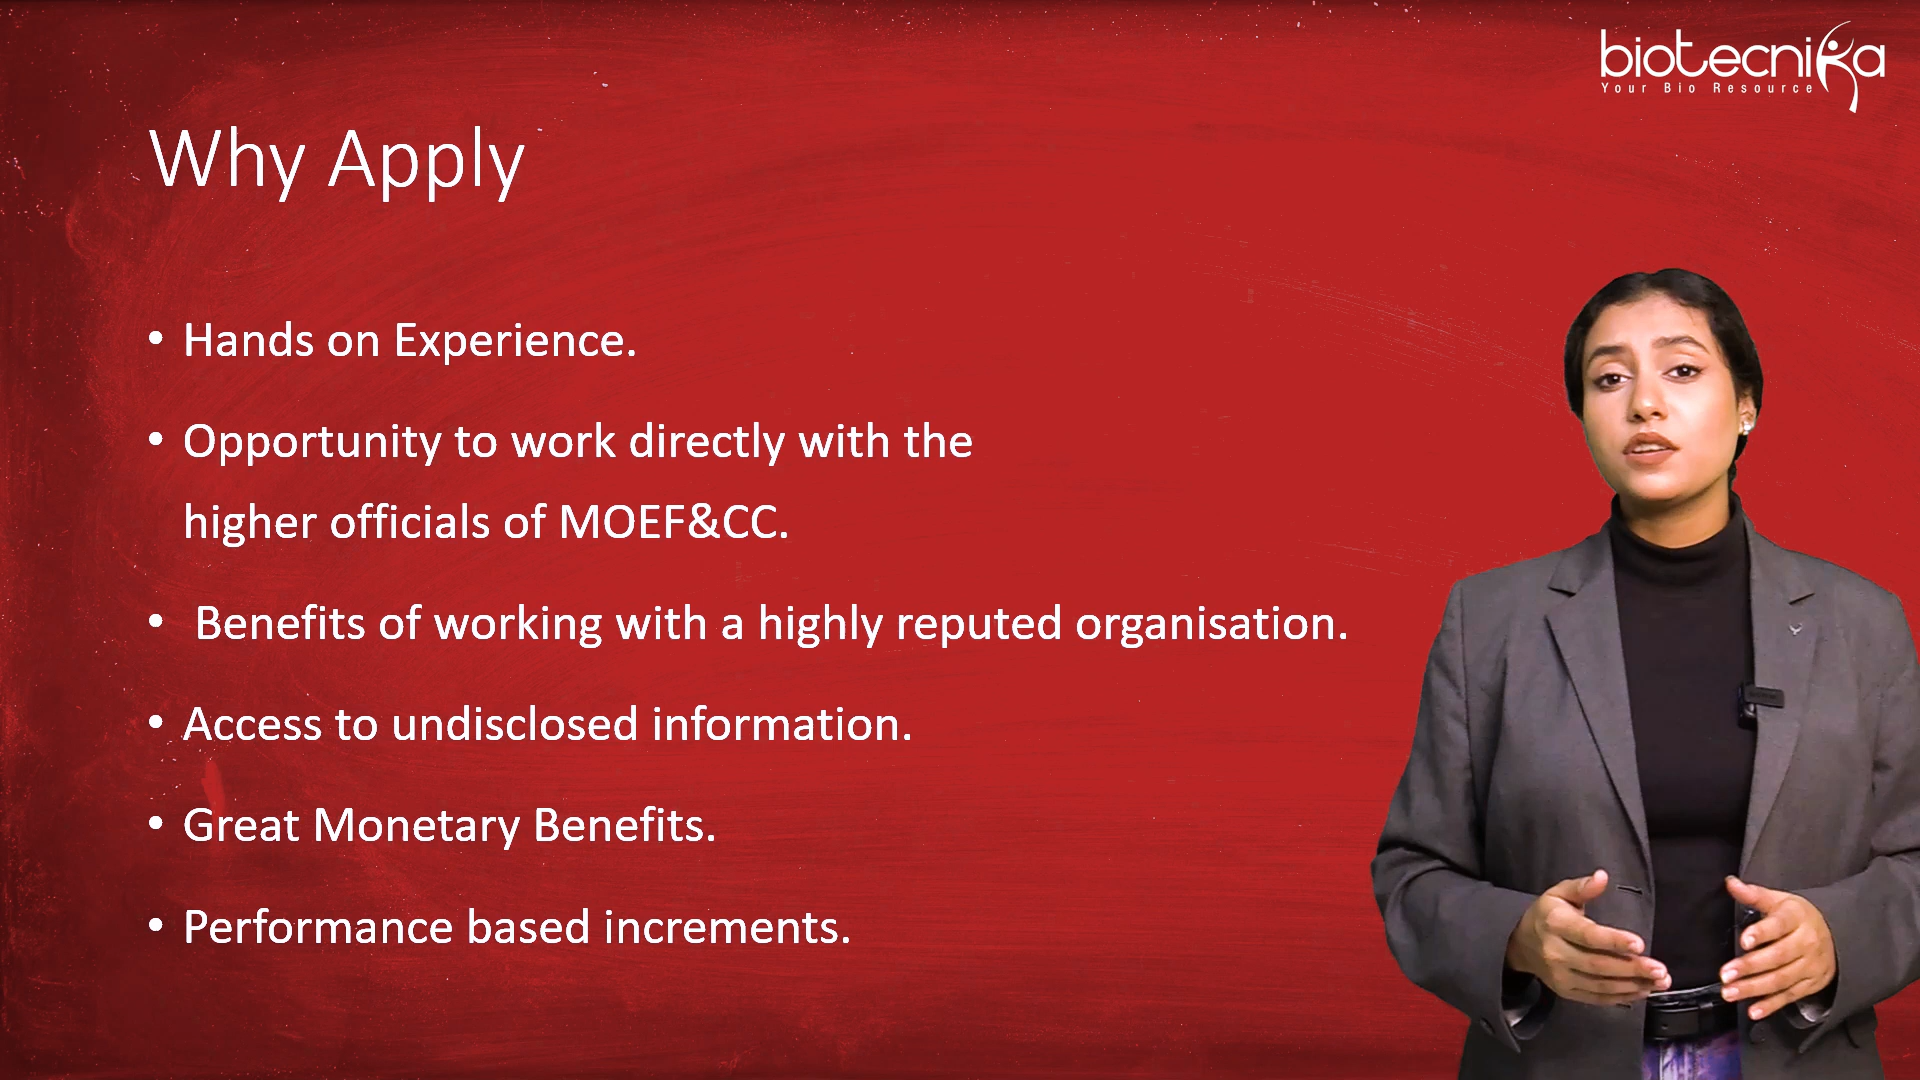 biotecnika
Your Bio Resource
Why Apply
• Hands on Experience.
• Opportunity to work directly with the
higher officials of MOEF&CC.
• Benefits of working with a highly reputed organisation.
• Access to undisclosed information.
• Great Monetary Benefits.
• Performance based increments.